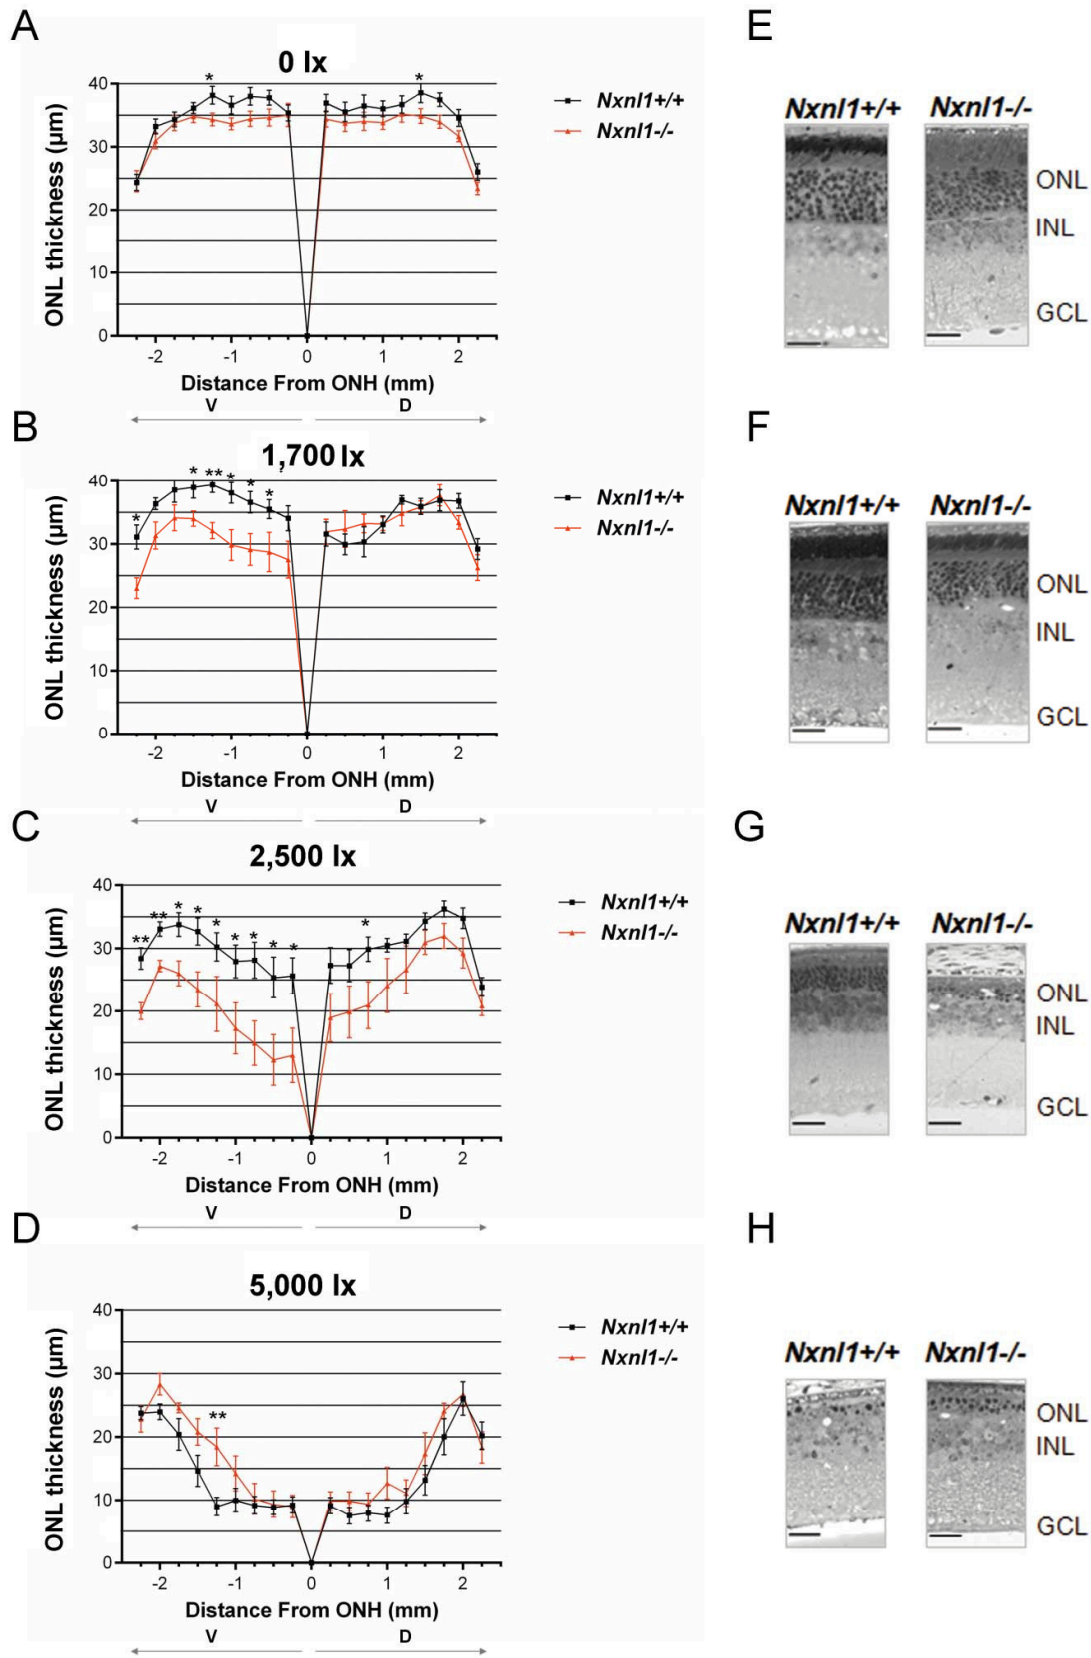 A
0 lx
*
*
40
30
20
10
0
ONL thickness (µm)
-2 -1 0 1 2
Distance From ONH (mm)
V D
Nxnl1+/+
Nxnl1-/-
E
Nxnl1+/+ Nxnl1-/-
ONL
INL
GCL
B
1,700 lx
* * ** * * *
40
30
20
10
0
ONL thickness (µm)
-2 -1 0 1 2
Distance From ONH (mm)
V D
Nxnl1+/+
Nxnl1-/-
F
Nxnl1+/+ Nxnl1-/-
ONL
INL
GCL
C
2,500 lx
** ** * * * * * * * *
40
30
20
10
0
ONL thickness (µm)
-2 -1 0 1 2
Distance From ONH (mm)
V D
Nxnl1+/+
Nxnl1-/-
G
Nxnl1+/+ Nxnl1-/-
ONL
INL
GCL
D
5,000 lx
**
40
30
20
10
0
ONL thickness (µm)
-2 -1 0 1 2
Distance From ONH (mm)
V D
Nxnl1+/+
Nxnl1-/-
H
Nxnl1+/+ Nxnl1-/-
ONL
INL
GCL